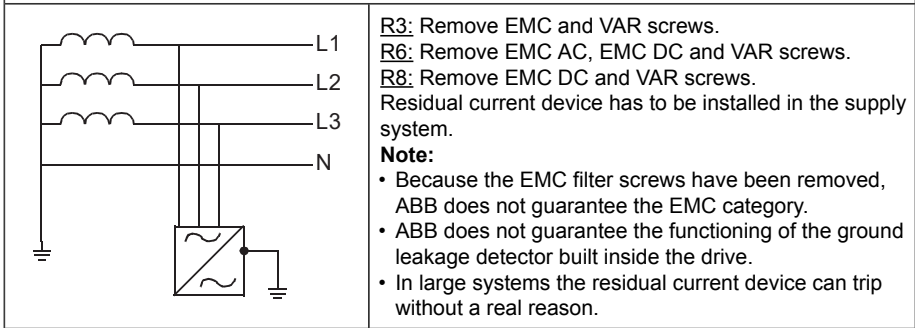 L1
L2
L3
N
R3: Remove EMC and VAR screws.
R6: Remove EMC AC, EMC DC and VAR screws.
R8: Remove EMC DC and VAR screws.
Residual current device has to be installed in the supply
system.
Note:
• Because the EMC filter screws have been removed,
ABB does not guarantee the EMC category.
• ABB does not guarantee the functioning of the ground
leakage detector built inside the drive.
• In large systems the residual current device can trip
without a real reason.